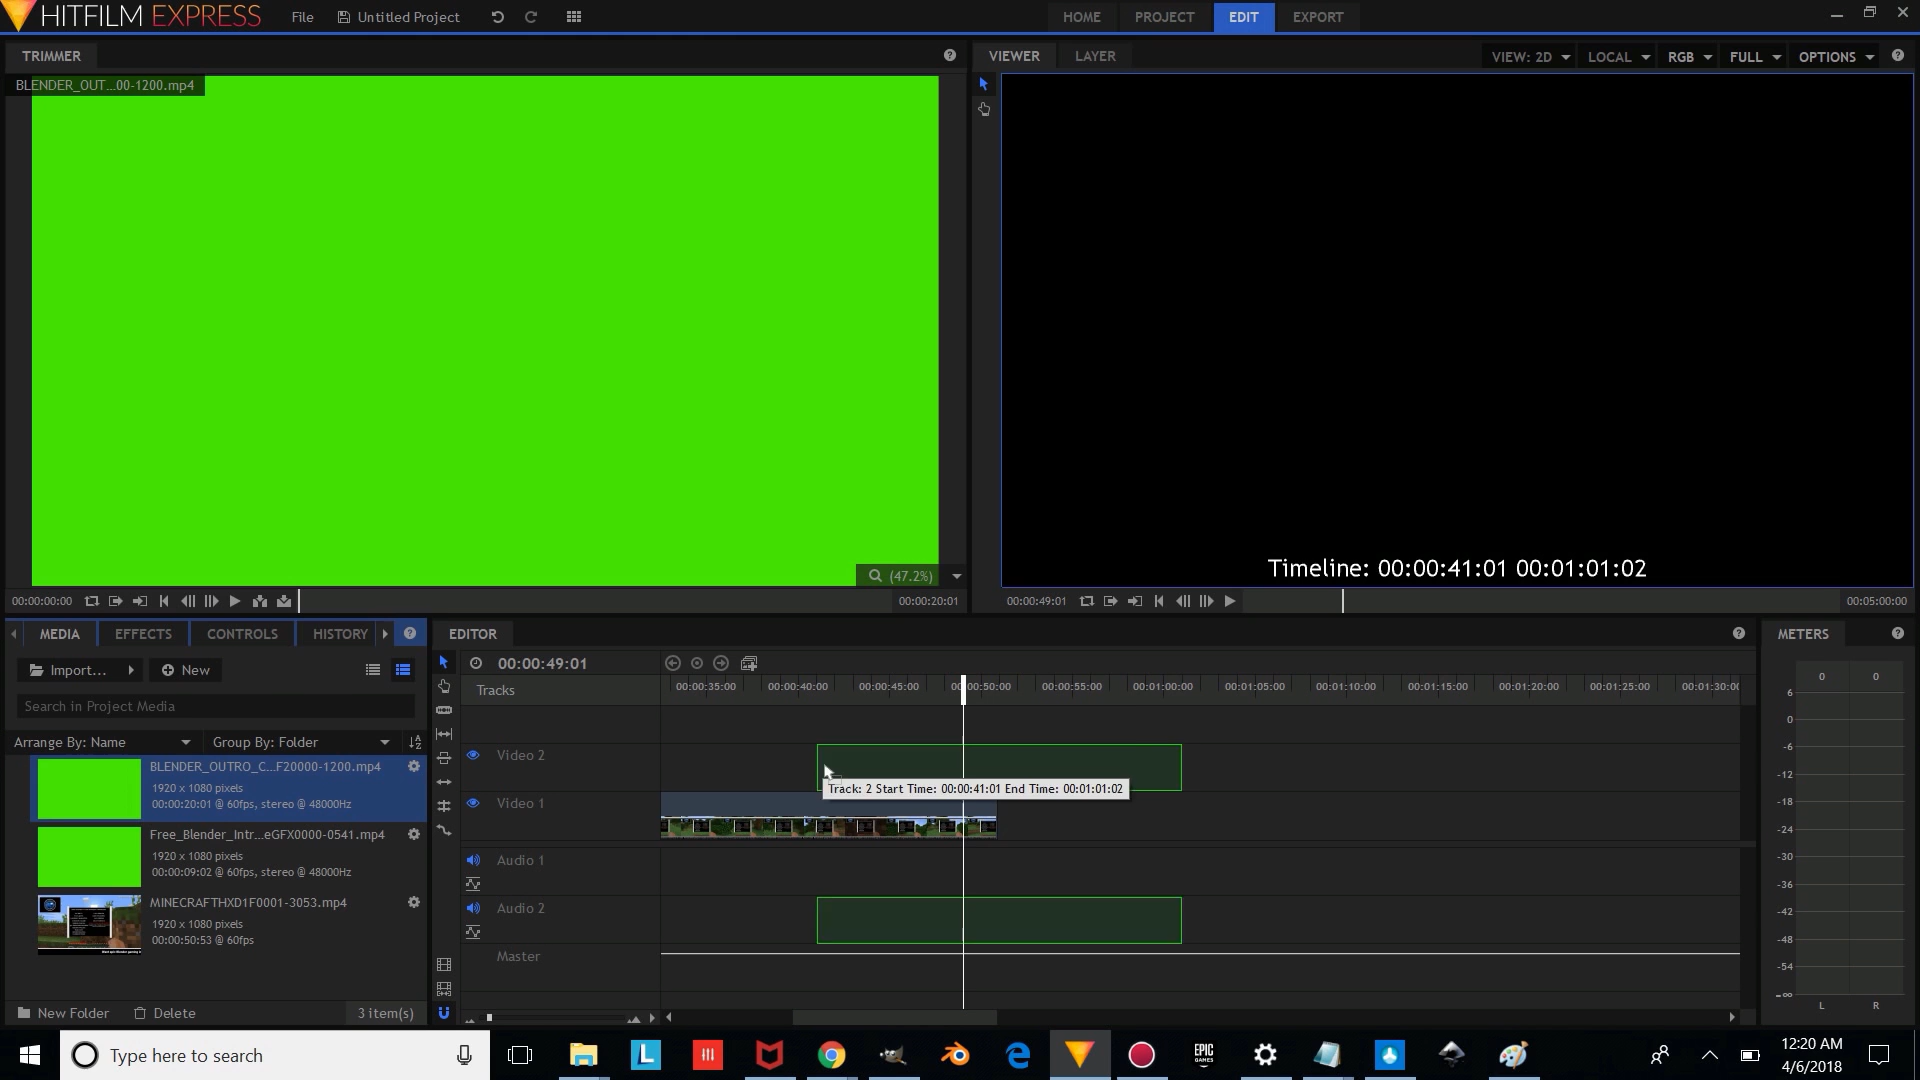 HITFILM EXPRESS
File
Untitled Project
HOME
PROJECT
EDIT
EXPORT
TRIMMER
BLENDER_OUT...00-1200.mp4
(47.2%)
00:00:00:00
00:00:20:01
VIEWER
LAYER
VIEW: 2D
LOCAL
RGB
FULL
OPTIONS
Timeline: 00:00:41:01 00:01:01:02
00:00:49:01
00:05:00:00
MEDIA
EFFECTS
CONTROLS
HISTORY
Import...
New
Search in Project Media
Arrange By: Name
Group By: Folder
BLENDER_OUTRO_C...F20000-1200.mp4
1920 x 1080 pixels
00:00:20:01 @ 60fps, stereo @ 48000Hz
Free_Blender_Intr...eGFX0000-0541.mp4
1920 x 1080 pixels
00:00:09:02 @ 60fps, stereo @ 48000Hz
MINECRAFTHXD1F0001-3053.mp4
1920 x 1080 pixels
00:00:50:53 @ 60fps
New Folder
Delete
3 item(s)
EDITOR
00:00:49:01
Tracks
00:00:35:00
00:00:40:00
00:00:45:00
00:00:50:00
00:00:55:00
00:01:00:00
00:01:05:00
00:01:10:00
00:01:15:00
00:01:20:00
00:01:25:00
00:01:30:00
Video 2
Track: 2 Start Time: 00:00:41:01 End Time: 00:01:01:02
Video 1
Audio 1
Audio 2
Master
METERS
0 0
6
0
-6
-12
-18
-24
-30
-36
-42
-48
-54
-∞
L R
Type here to search
L
EPIC
GAMES
12:20 AM
4/6/2018